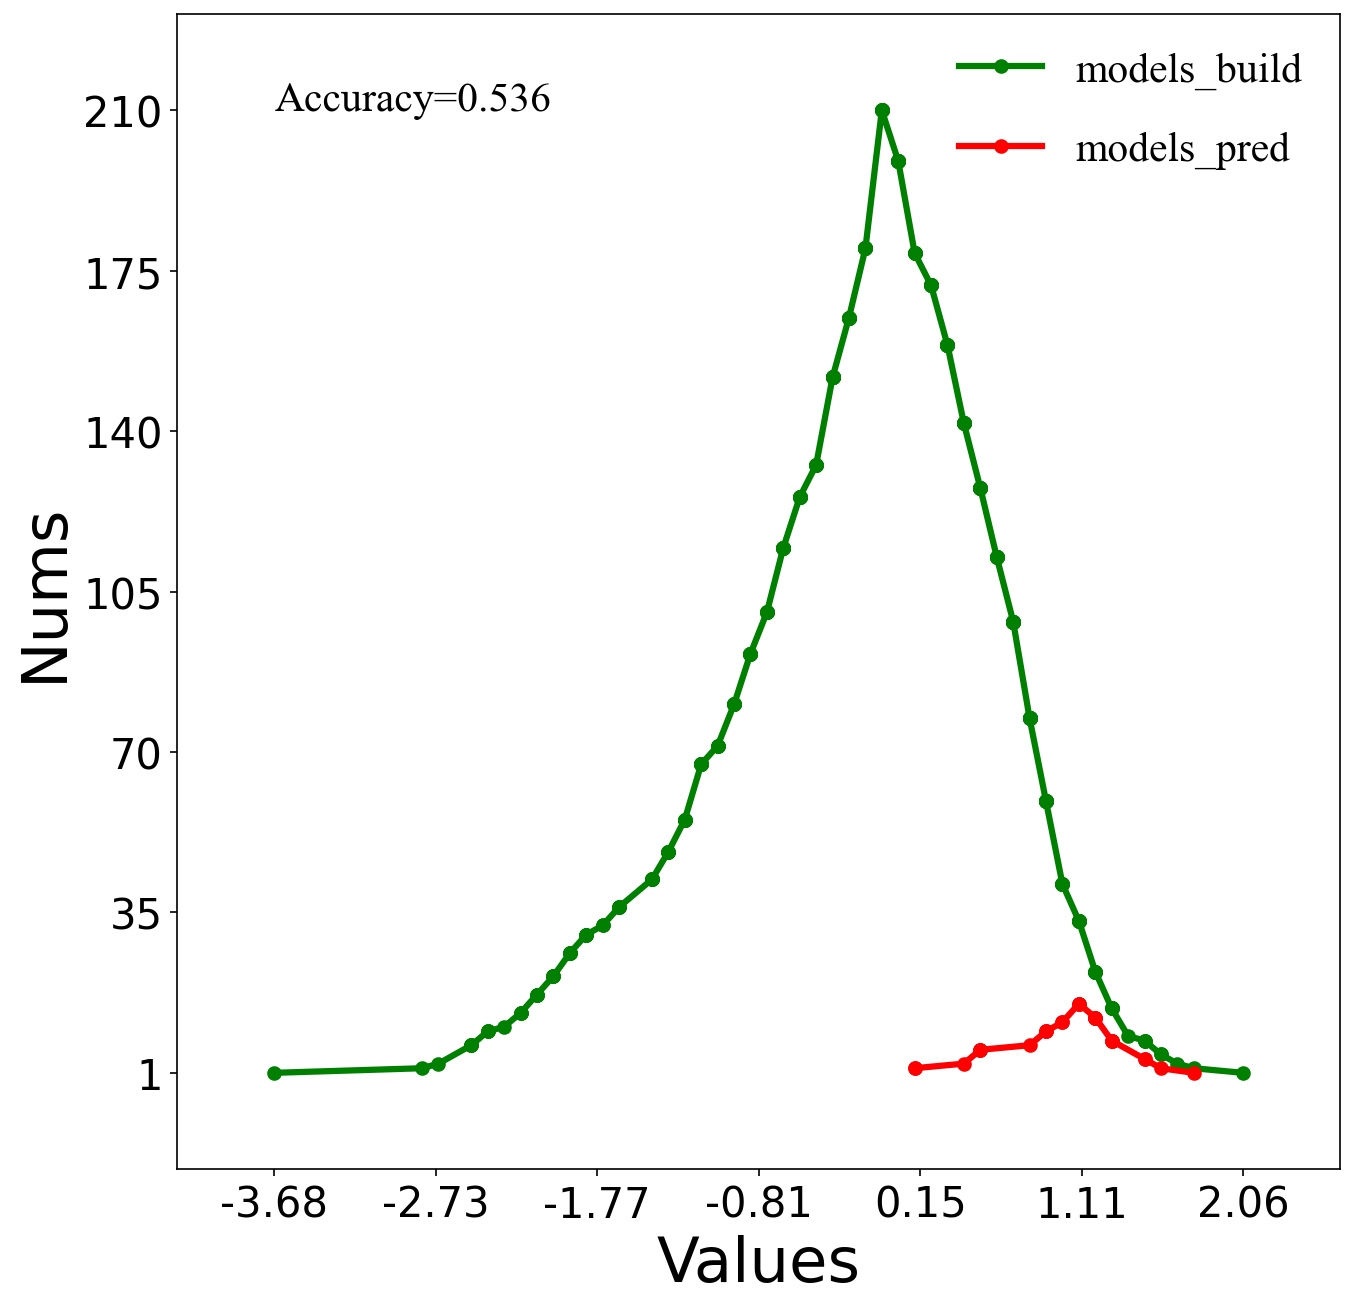 Accuracy=0.536
models_build
models_pred
210
175
140
105
70
35
1
Nums
-3.68 -2.73 -1.77 -0.81 0.15 1.11 2.06
Values